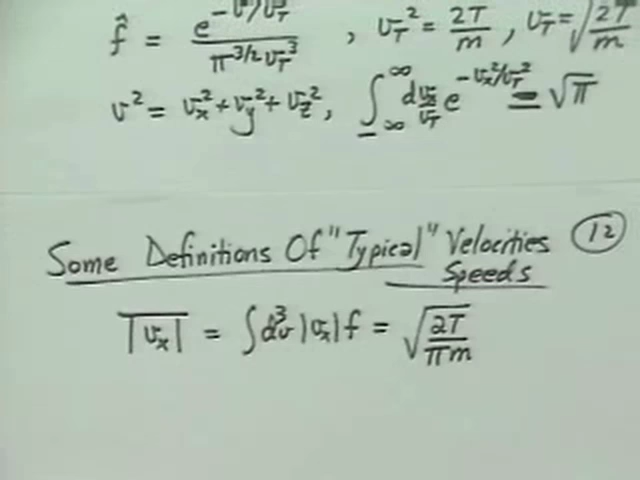 f̂ = e^(-v²/v_T²) / π^(3/2) v_T³ , v_T² = 2T/m , v_T = √(2T/m)
v² = v_x² + v_y² + v_z² , ∫_{-∞}^{∞} dv_x/v_T e^(-v_x²/v_T²) = √π
Some Definitions Of "Typical" Velocities (12)
Speeds
|v_x| = ∫ d³v |v_x| f = √(2T/πm)